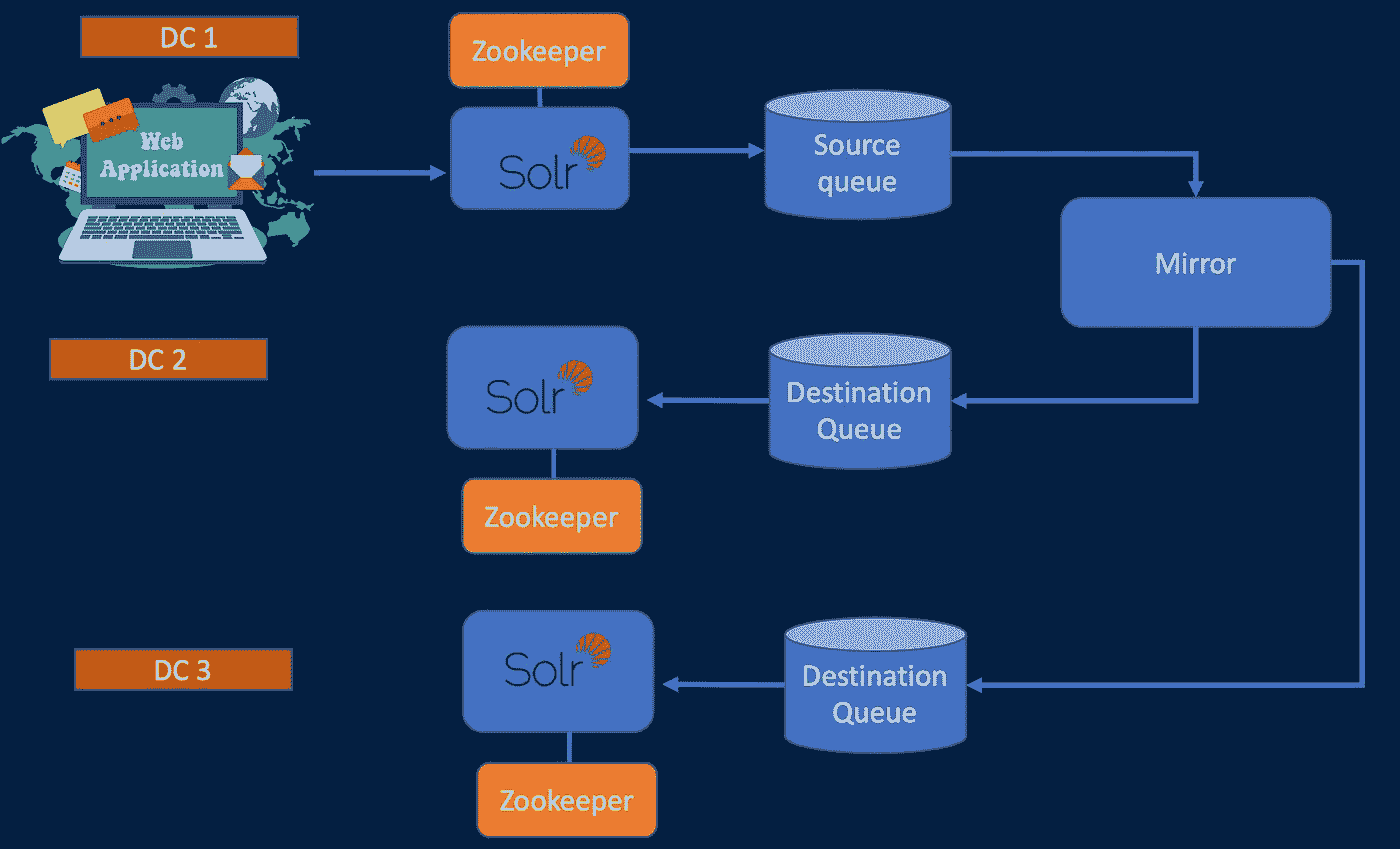 DC 1
Zookeeper
Web
Application
Solr
Source
queue
Mirror
DC 2
Solr
Destination
Queue
Zookeeper
DC 3
Solr
Destination
Queue
Zookeeper